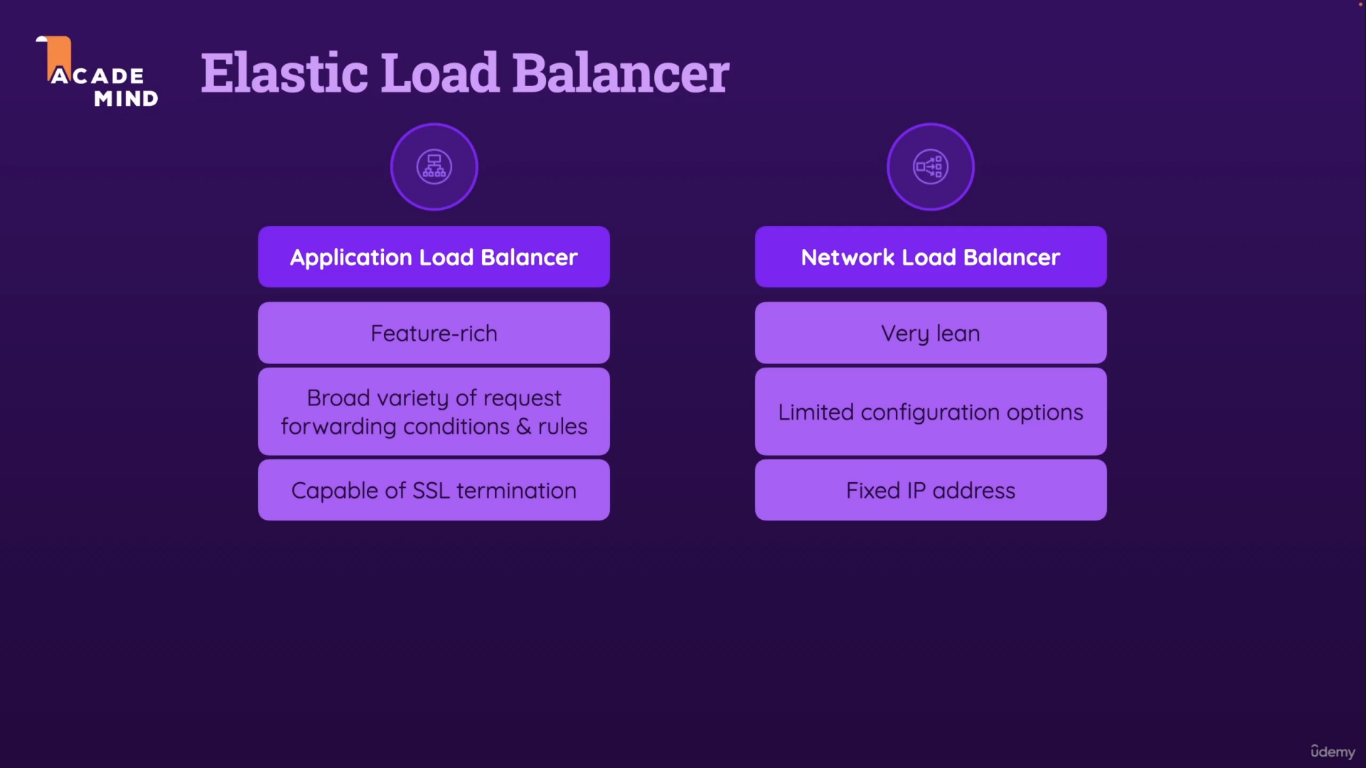 ACADE
MIND
Elastic Load Balancer
Application Load Balancer
Feature-rich
Broad variety of request
forwarding conditions & rules
Capable of SSL termination
Network Load Balancer
Very lean
Limited configuration options
Fixed IP address
udemy